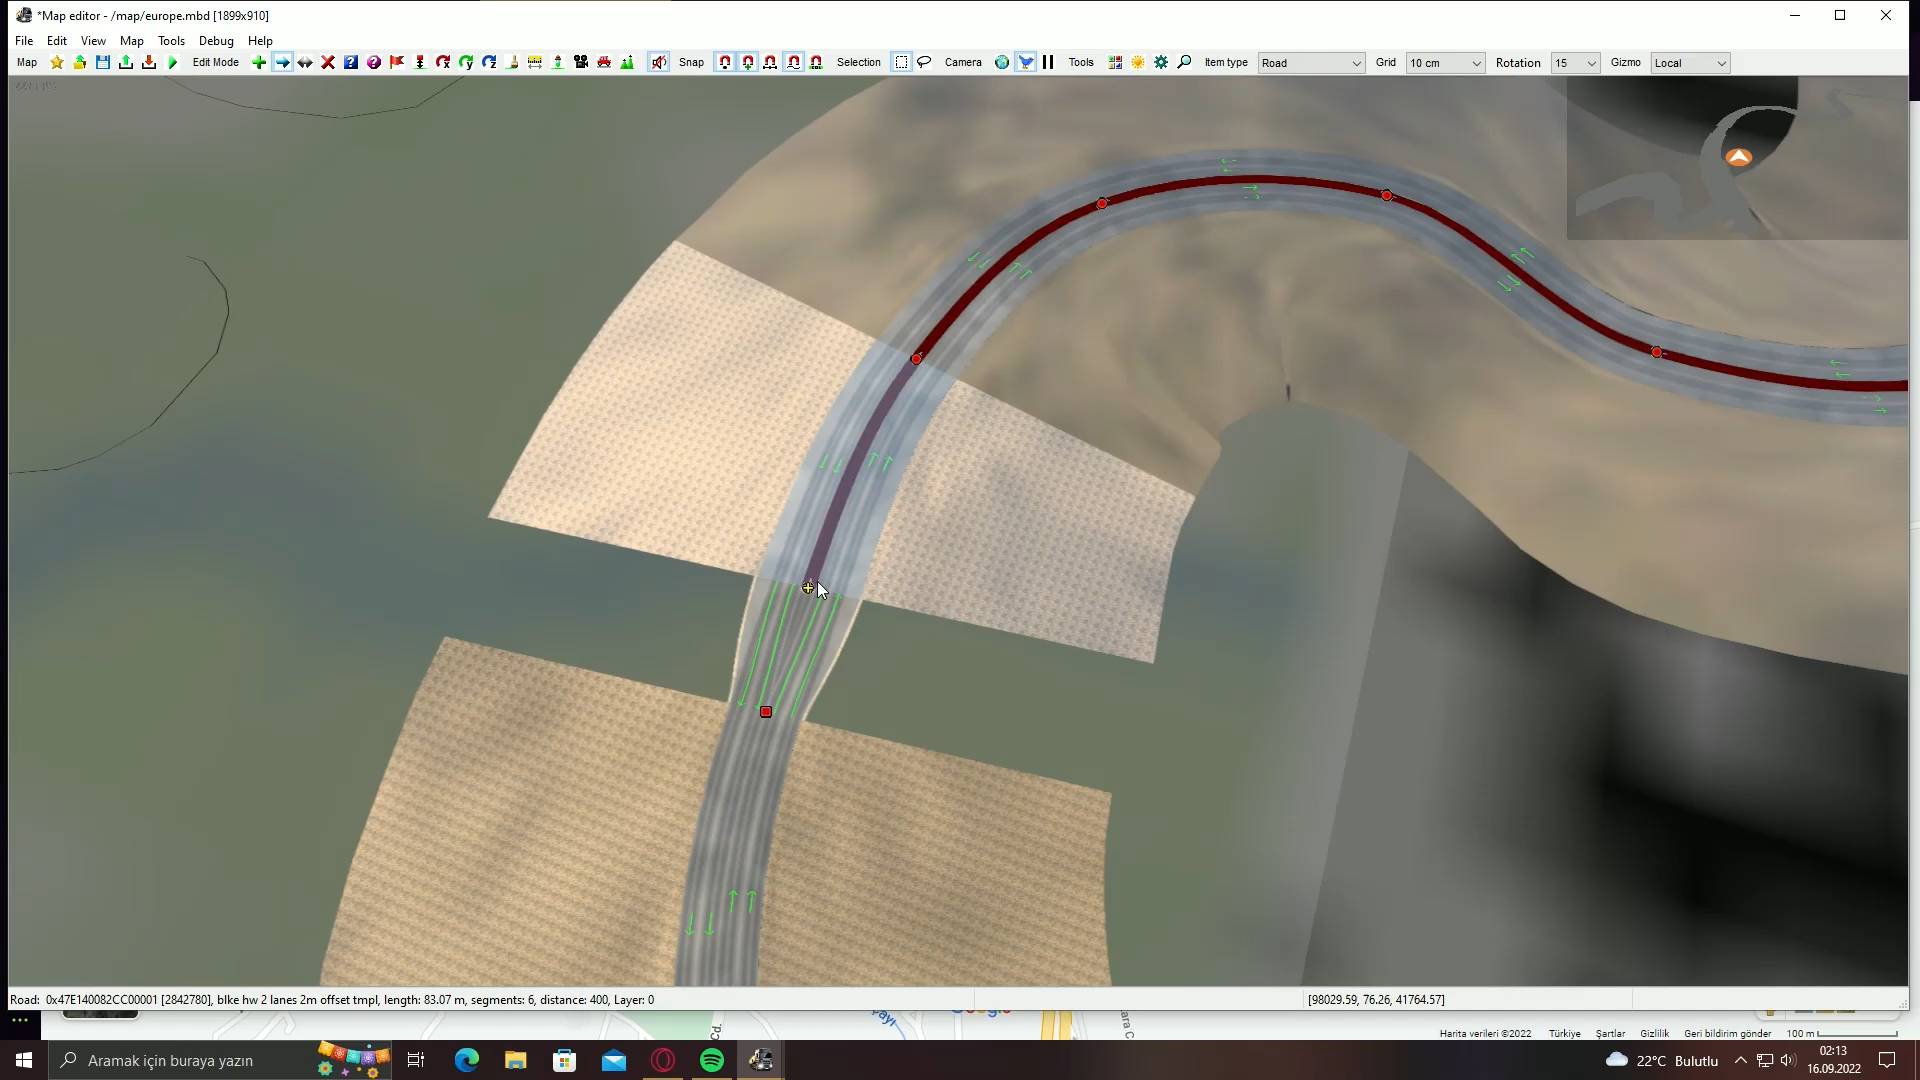 *Map editor - /map/europe.mbd [1899x910]
File Edit View Map Tools Debug Help
Map Edit Mode Snap Selection Camera Tools Item type Road Grid 10 cm Rotation 15 Gizmo Local
Road: 0x47E140082CC00001 [2842780], blke hw 2 lanes 2m offset tmpl, length: 83.07 m, segments: 6, distance: 400, Layer: 0
[98029.59, 76.26, 41764.57]
Harita verileri ©2022 Türkiye Şartlar Gizlilik Geri bildirim gönder 100 m
Aramak için buraya yazın
22°C Bulutlu
02:13
16.09.2022